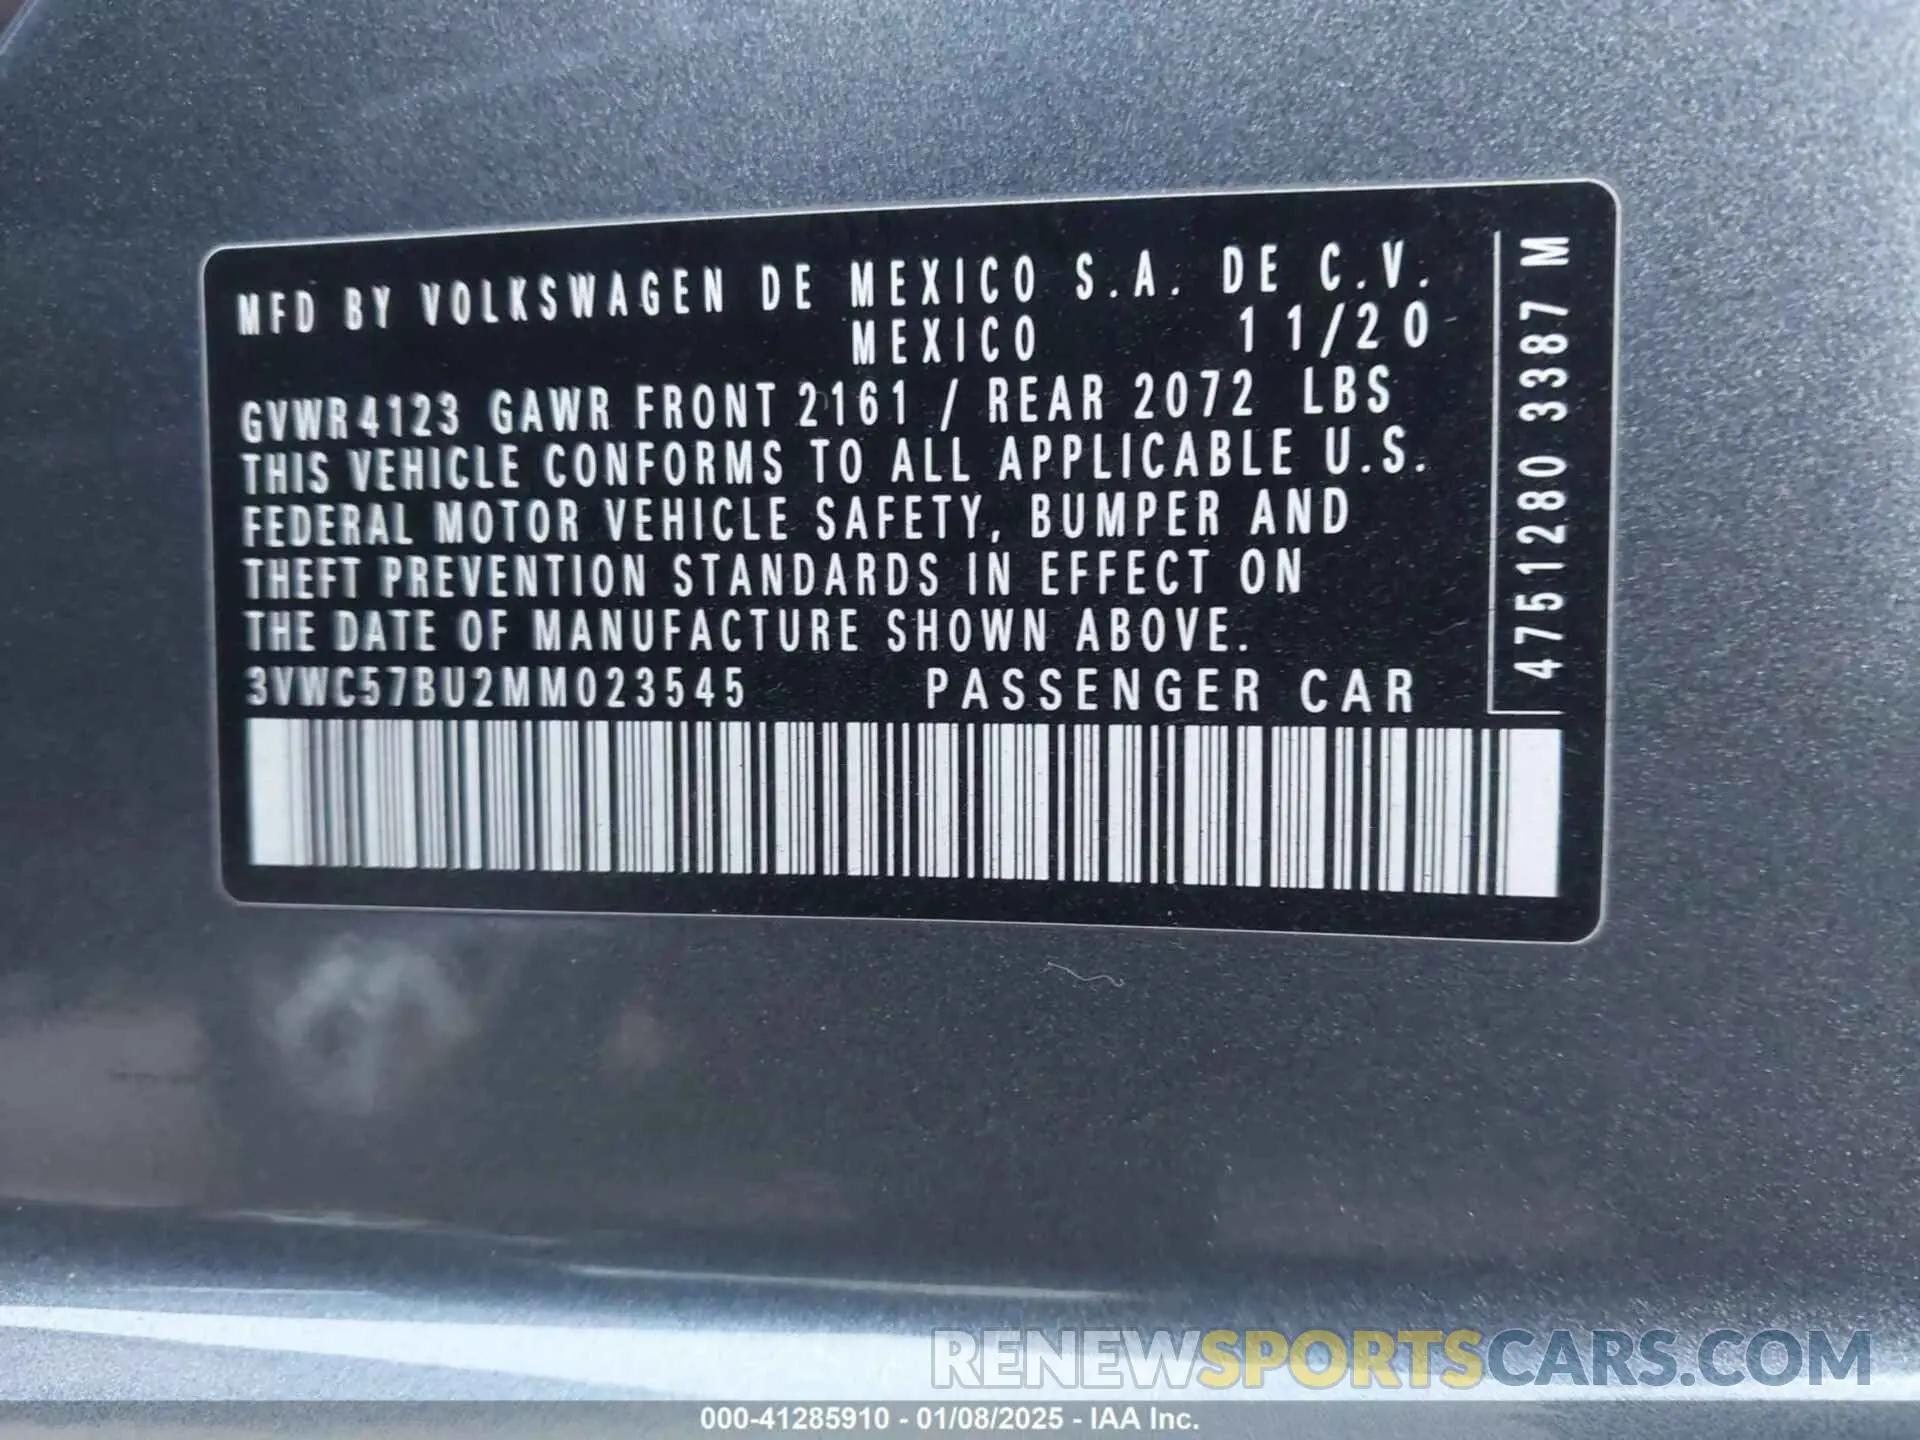 MFD BY VOLKSWAGEN DE MEXICO S.A. DE C.V.
MEXICO 11/20
GVWR 4123 GAWR FRONT 2161 / REAR 2072 LBS
THIS VEHICLE CONFORMS TO ALL APPLICABLE U.S.
FEDERAL MOTOR VEHICLE SAFETY, BUMPER AND
THEFT PREVENTION STANDARDS IN EFFECT ON
THE DATE OF MANUFACTURE SHOWN ABOVE.
3VWC57BU2MM023545 PASSENGER CAR
4751280 3387 M
RENEWSPORTSCARS.COM
000-41285910 - 01/08/2025 - IAA Inc.